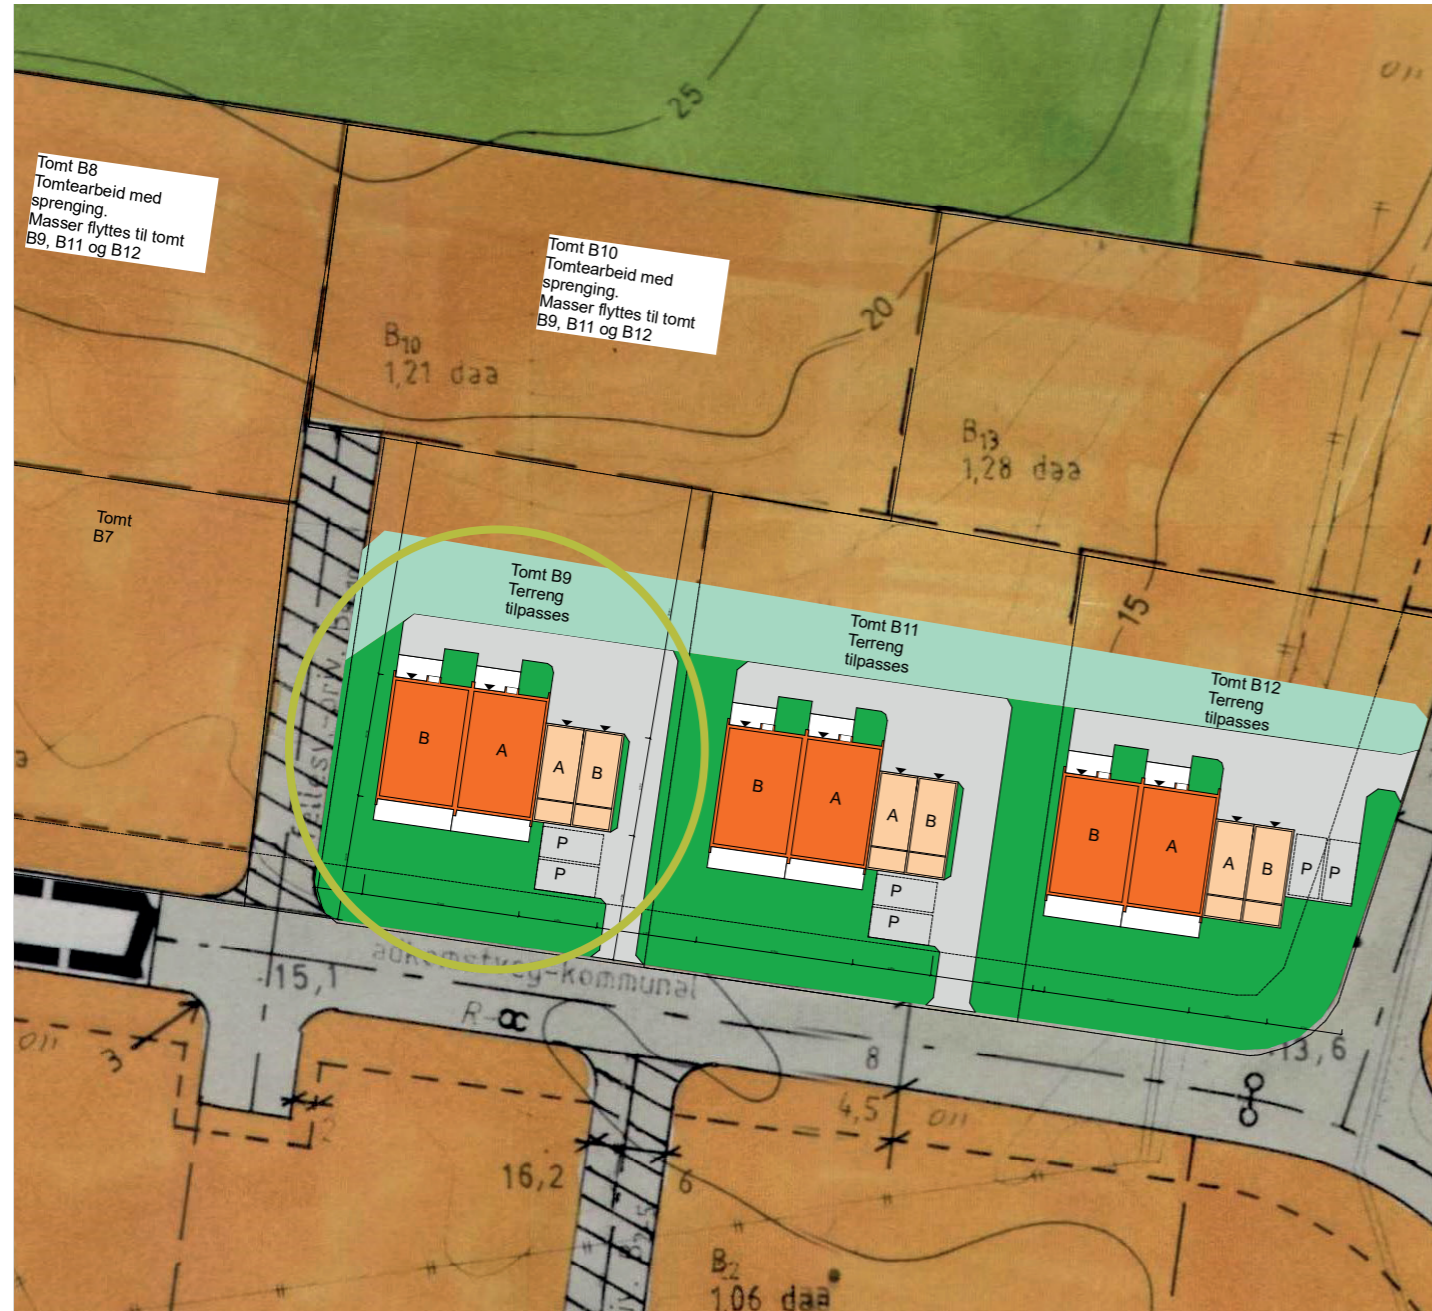 25
Tomt B8
Tomtearbeid med
sprenging.
Masser flyttes til tomt
B9, B11 og B12
Tomt B10
Tomtearbeid med
sprenging.
Masser flyttes til tomt
B9, B11 og B12
20
B10
1,21 daa
B13
1,28 daa
Tomt
B7
15
Tomt B9
Terreng
tilpasses
Tomt B11
Terreng
tilpasses
Tomt B12
Terreng
tilpasses
B
A
A
B
P
P
B
A
A
B
P
P
B
A
A
B
P
P
adkomstveg-kommunal
15,1
R
8
13,6
3
2
4,5
16,2
6
B2
1,06 daa